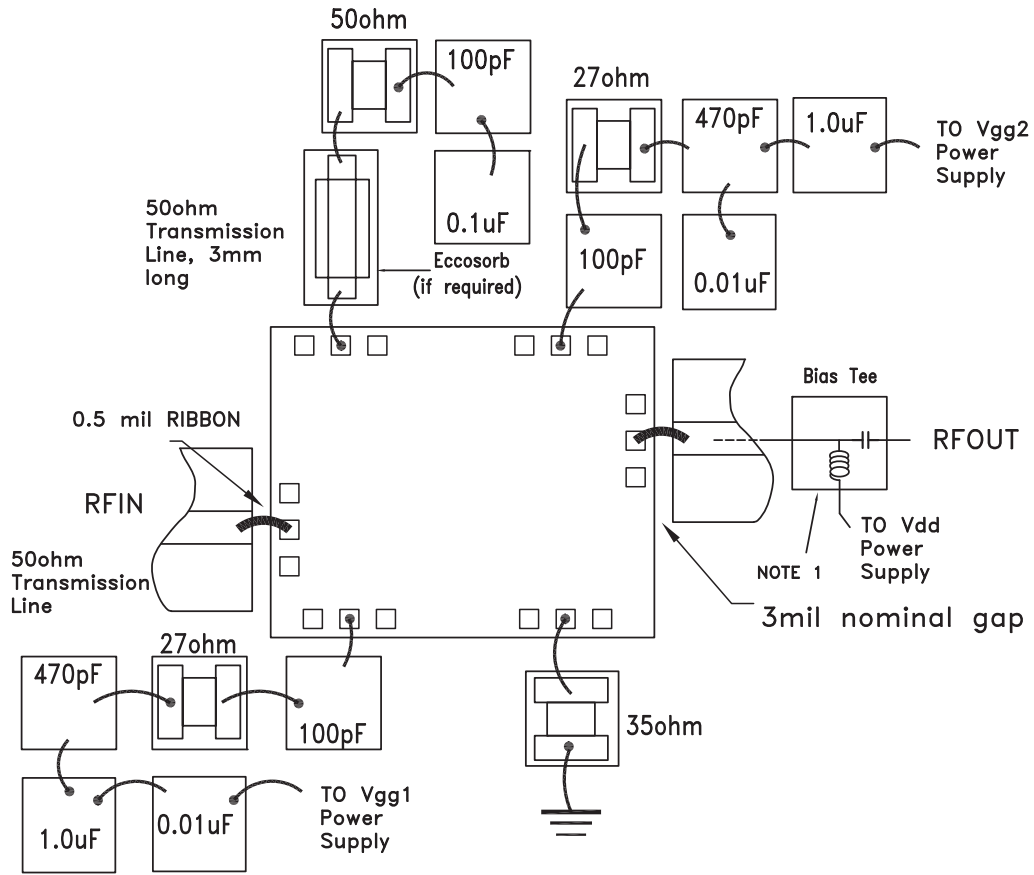 50ohm
100pF
27ohm
470pF
1.0uF
TO Vgg2
Power
Supply
50ohm
Transmission
Line, 3mm
long
0.1uF
Eccosorb
(if required)
100pF
0.01uF
0.5 mil RIBBON
Bias Tee
RFOUT
RFIN
TO Vdd
Power
Supply
NOTE 1
50ohm
Transmission
Line
3mil nominal gap
27ohm
470pF
100pF
35ohm
1.0uF
0.01uF
TO Vgg1
Power
Supply